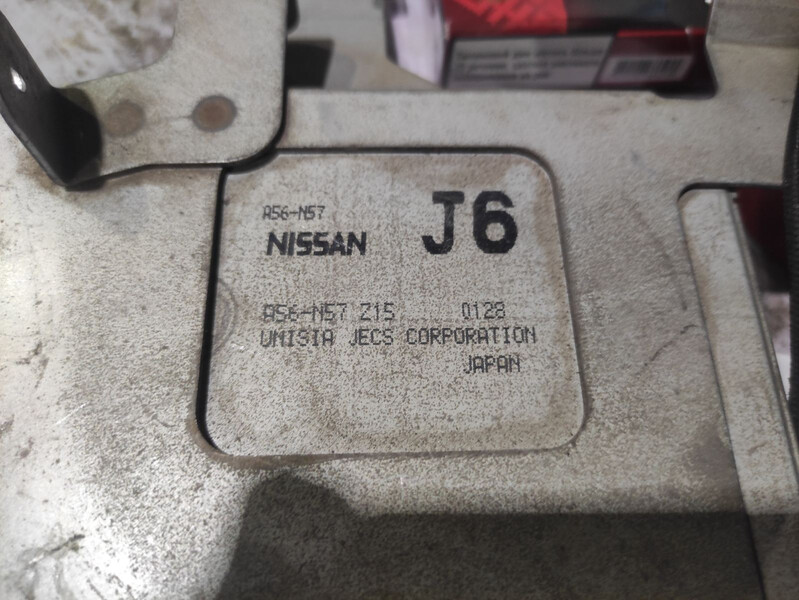 A56-N57
NISSAN
J6
A56-N57 Z15 0128
UNISIA JECS CORPORATION
JAPAN